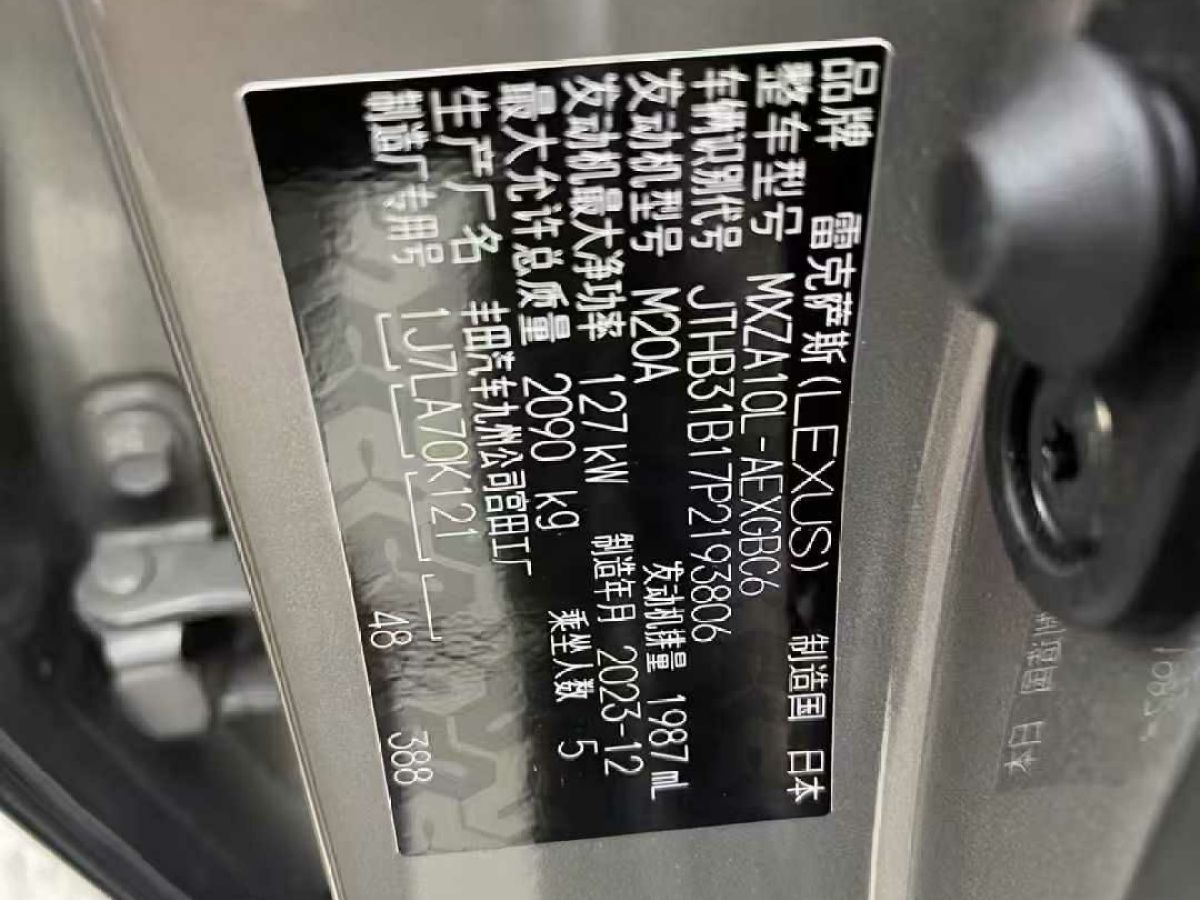 品牌 雷克萨斯(LEXUS) 制造国 日本
整车型号 MXZA10L-AEXGBC6
车辆识别代号 JTHB31B17P2193806
发动机型号 M20A 发动机排量 1987 mL
发动机最大净功率 127 kW 制造年月 2023-12
最大允许总质量 2090 kg 乘坐人数 5
生产厂名 丰田汽车九州公司宫田工厂
制造厂专用号 1J7LA70K121 48 388